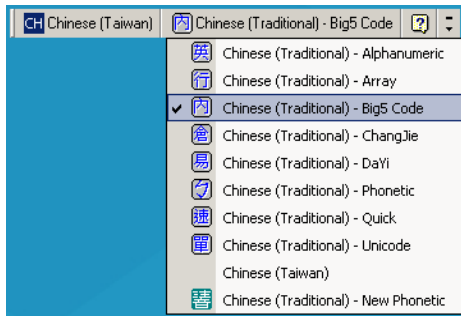 CH Chinese (Taiwan) 內 Chinese (Traditional) - Big5 Code ?
英 Chinese (Traditional) - Alphanumeric
行 Chinese (Traditional) - Array
內 Chinese (Traditional) - Big5 Code
倉 Chinese (Traditional) - ChangJie
易 Chinese (Traditional) - DaYi
ㄅ Chinese (Traditional) - Phonetic
速 Chinese (Traditional) - Quick
單 Chinese (Traditional) - Unicode
Chinese (Taiwan)
Chinese (Traditional) - New Phonetic